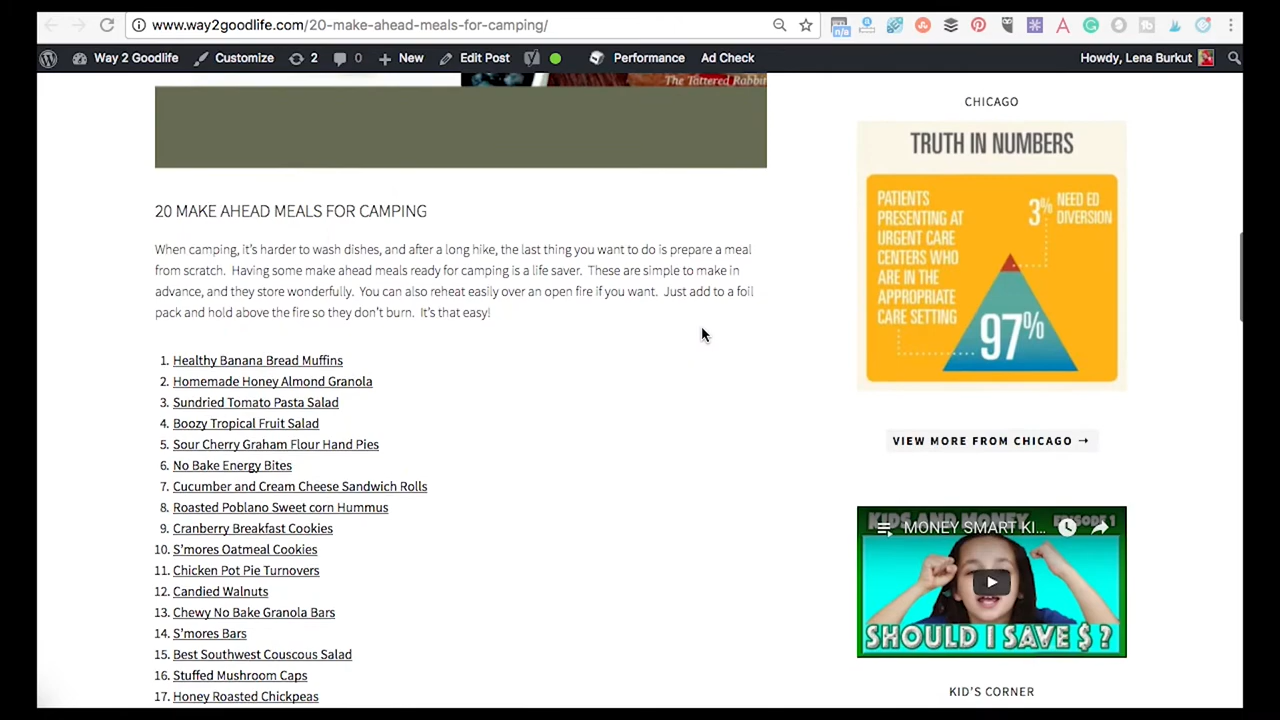 www.way2goodlife.com/20-make-ahead-meals-for-camping/
n/a
Way 2 Goodlife
Customize
2
0
New
Edit Post
Performance
Ad Check
Howdy, Lena Burkut
The Tattered Rabbit
20 MAKE AHEAD MEALS FOR CAMPING
When camping, it's harder to wash dishes, and after a long hike, the last thing you want to do is prepare a meal
from scratch. Having some make ahead meals ready for camping is a life saver. These are simple to make in
advance, and they store wonderfully. You can also reheat easily over an open fire if you want. Just add to a foil
pack and hold above the fire so they don't burn. It's that easy!
1. Healthy Banana Bread Muffins
2. Homemade Honey Almond Granola
3. Sundried Tomato Pasta Salad
4. Boozy Tropical Fruit Salad
5. Sour Cherry Graham Flour Hand Pies
6. No Bake Energy Bites
7. Cucumber and Cream Cheese Sandwich Rolls
8. Roasted Poblano Sweet corn Hummus
9. Cranberry Breakfast Cookies
10. S'mores Oatmeal Cookies
11. Chicken Pot Pie Turnovers
12. Candied Walnuts
13. Chewy No Bake Granola Bars
14. S'mores Bars
15. Best Southwest Couscous Salad
16. Stuffed Mushroom Caps
17. Honey Roasted Chickpeas
CHICAGO
TRUTH IN NUMBERS
PATIENTS
PRESENTING AT
URGENT CARE
CENTERS WHO
ARE IN THE
APPROPRIATE
CARE SETTING
3% NEED ED
DIVERSION
97%
VIEW MORE FROM CHICAGO →
KIDS AND MONEY
EPISODE 1
MONEY SMART KI...
SHOULD I SAVE $ ?
KID'S CORNER